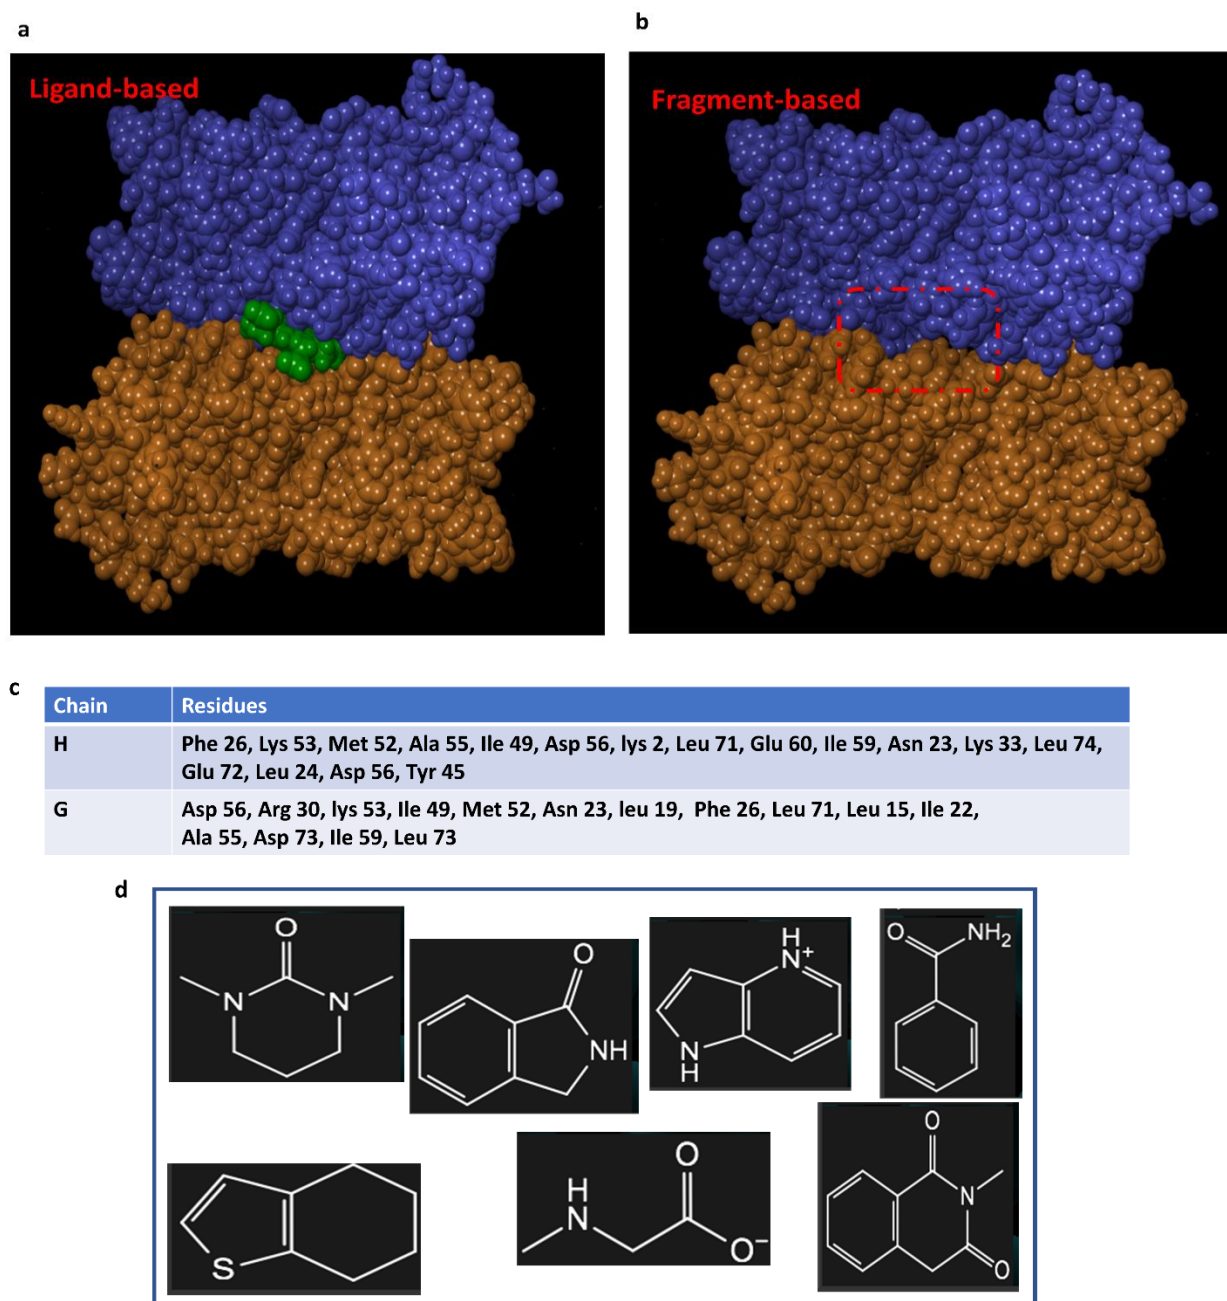 a
b
Ligand-based
Fragment-based
c
Chain Residues
H Phe 26, Lys 53, Met 52, Ala 55, Ile 49, Asp 56, lys 2, Leu 71, Glu 60, Ile 59, Asn 23, Lys 33, Leu 74,
Glu 72, Leu 24, Asp 56, Tyr 45
G Asp 56, Arg 30, lys 53, Ile 49, Met 52, Asn 23, leu 19, Phe 26, Leu 71, Leu 15, Ile 22,
Ala 55, Asp 73, Ile 59, Leu 73
d
O
N N
O
NH
H
N+
N
H
O NH₂
S
H
N
O
O−
O
N
O